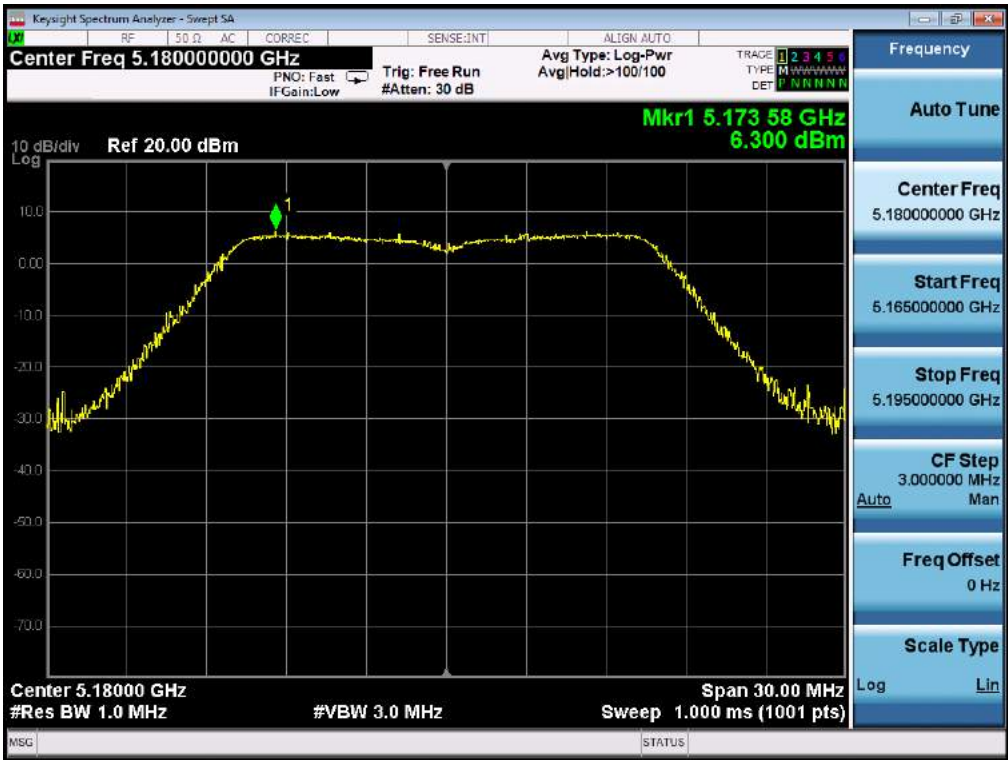 Keysight Spectrum Analyzer - Swept SA
LXI RF 50 Ω AC CORREC SENSE:INT ALIGN AUTO
Center Freq 5.180000000 GHz
PNO: Fast
IFGain:Low
Trig: Free Run
#Atten: 30 dB
Avg Type: Log-Pwr
Avg|Hold:>100/100
TRACE 1 2 3 4 5 6
TYPE M W W W W W
DET P N N N N N
Mkr1 5.173 58 GHz
6.300 dBm
10 dB/div Ref 20.00 dBm
Log
1
10.0
0.00
-10.0
-20.0
-30.0
-40.0
-50.0
-60.0
-70.0
Center 5.18000 GHz Span 30.00 MHz
#Res BW 1.0 MHz #VBW 3.0 MHz Sweep 1.000 ms (1001 pts)
MSG STATUS
Frequency
Auto Tune
Center Freq
5.180000000 GHz
Start Freq
5.165000000 GHz
Stop Freq
5.195000000 GHz
CF Step
3.000000 MHz
Auto Man
Freq Offset
0 Hz
Scale Type
Log Lin